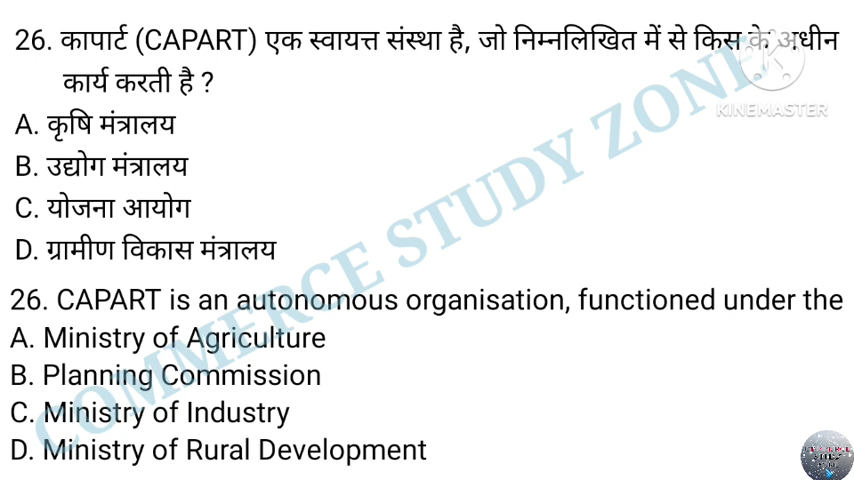 26. कापार्ट (CAPART) एक स्वायत्त संस्था है, जो निम्नलिखित में से किस के अधीन
कार्य करती है ?
A. कृषि मंत्रालय
B. उद्योग मंत्रालय
C. योजना आयोग
D. ग्रामीण विकास मंत्रालय
26. CAPART is an autonomous organisation, functioned under the
A. Ministry of Agriculture
B. Planning Commission
C. Ministry of Industry
D. Ministry of Rural Development
COMMERCE STUDY ZONE
KINEMASTER